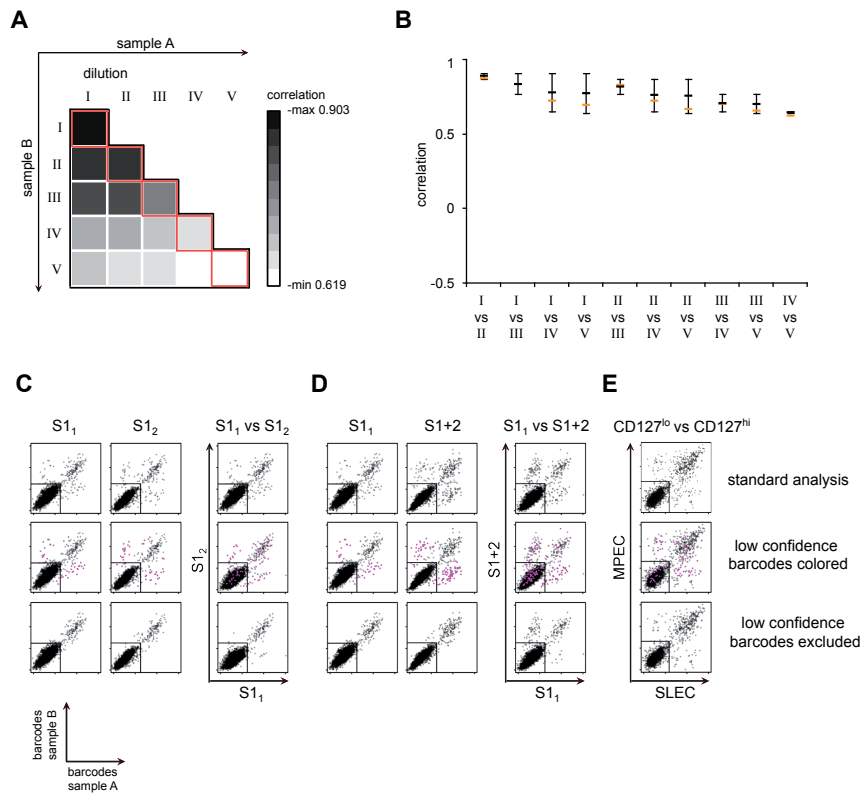 A
sample A
dilution
I II III IV V
correlation
-max 0.903
-min 0.619
sample B
I
II
III
IV
V
B
1
0.5
0
-0.5
correlation
I I I I II II II III III IV
vs vs vs vs vs vs vs vs vs vs
II III IV V III IV V IV V V
C
S1₁ S1₂ S1₁ vs S1₂
S1₂
S1₁
D
S1₁ S1+2 S1₁ vs S1+2
S1+2
S1₁
E
CD127ˡᵒ vs CD127ʰⁱ
MPEC
SLEC
standard analysis
low confidence
barcodes colored
low confidence
barcodes excluded
barcodes
sample B
barcodes
sample A